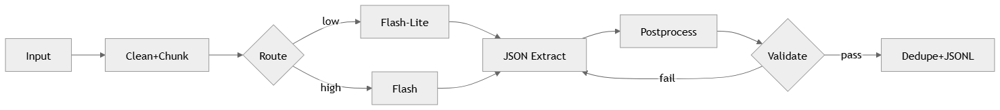 Input
Clean+Chunk
Route
low
high
Flash-Lite
Flash
JSON Extract
Postprocess
Validate
fail
pass
Dedupe+JSONL